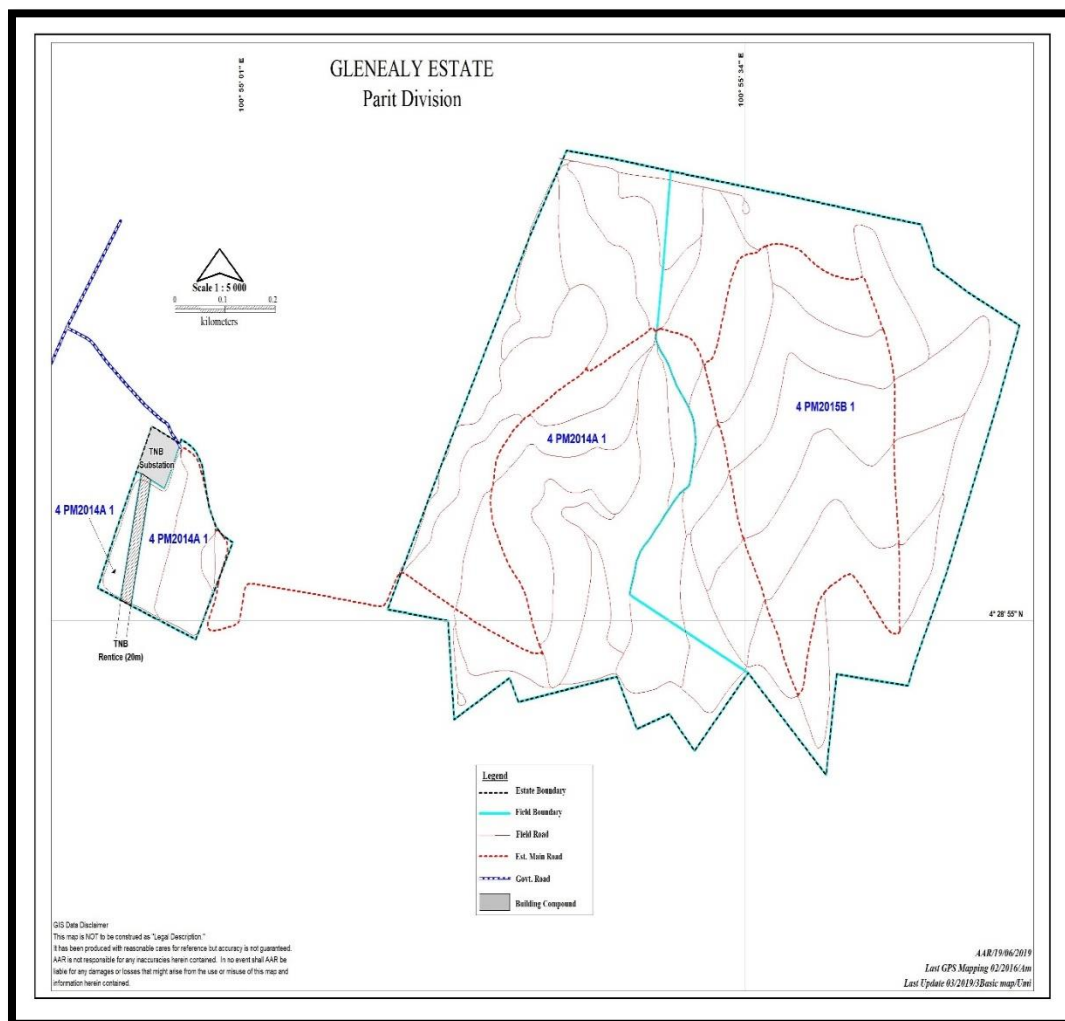 GLENEALY ESTATE
Parit Division
100° 55' 01" E
100° 55' 34" E
Scale 1 : 5 000
0 0.1 0.2
kilometers
4 PM2015B 1
4 PM2014A 1
TNB
Substation
4 PM2014A 1
4 PM2014A 1
4° 28' 55" N
TNB
Rentice (20m)
Legend
Estate Boundary
Field Boundary
Field Road
Est. Main Road
Govt. Road
Building Compound
GIS Data Disclaimer
This map is NOT to be construed as "Legal Description."
It has been produced with reasonable cares for reference but accuracy is not guaranteed.
AAR is not responsible for any inaccuracies herein contained. In no event shall AAR be
liable for any damages or losses that might arise from the use or misuse of this map and
information herein contained.
AAR/19/06/2019
Last GPS Mapping 02/2016/Am
Last Update 03/2019/3Basic map/Umi